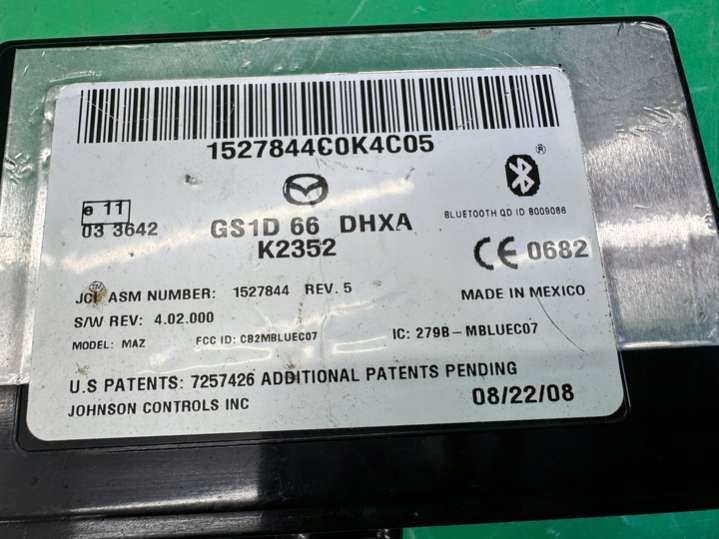 1527844C0K4C05
®
e 11
03 3642
GS1D 66 DHXA
K2352
BLUETOOTH QD ID B009086
CE 0682
JCI ASM NUMBER: 1527844 REV. 5
MADE IN MEXICO
S/W REV: 4.02.000
MODEL: MAZ FCC ID: CB2MBLUEC07 IC: 279B-MBLUEC07
U.S PATENTS: 7257426 ADDITIONAL PATENTS PENDING
JOHNSON CONTROLS INC 08/22/08